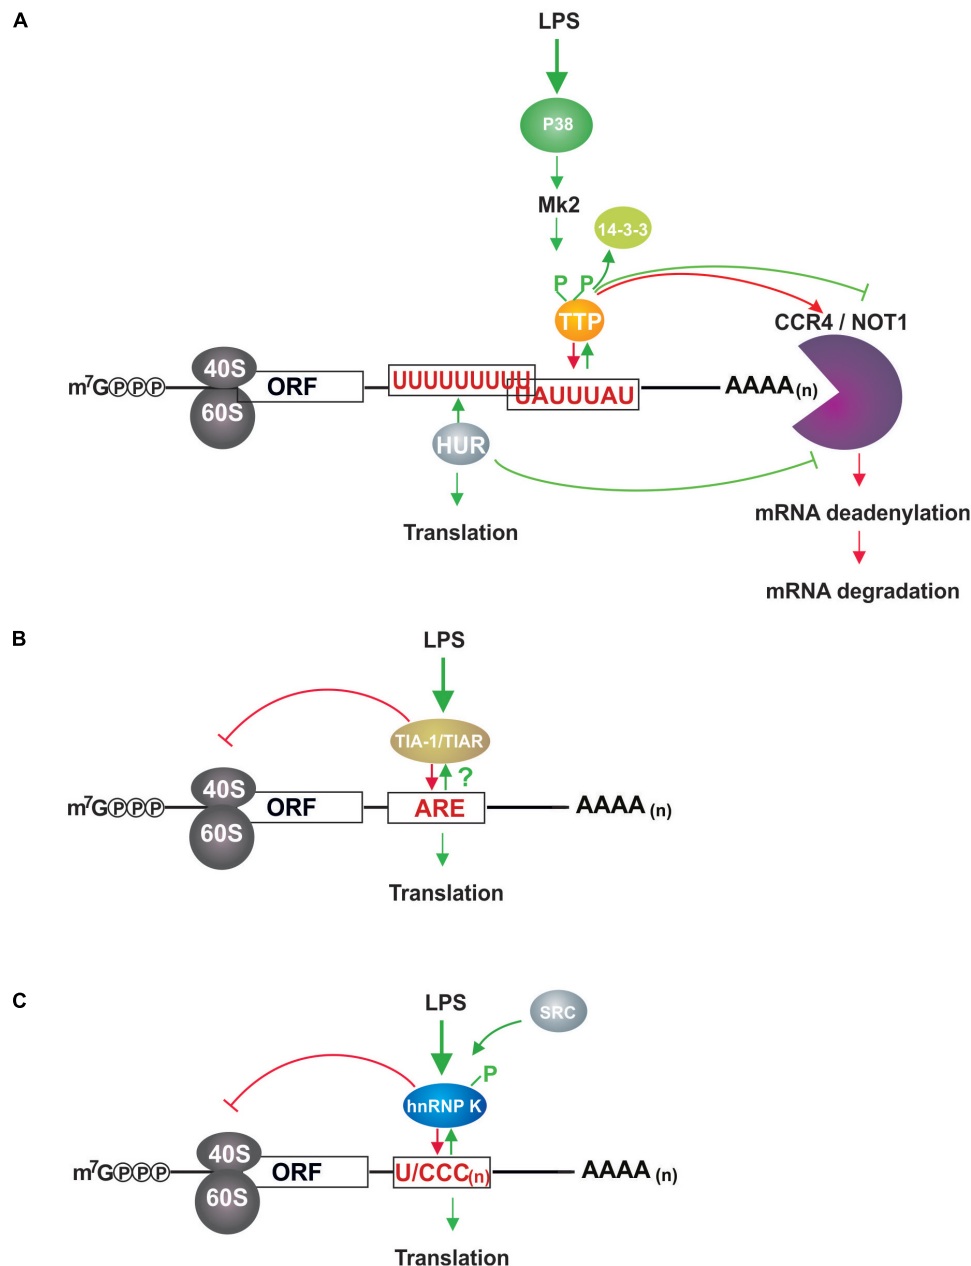 A
LPS
P38
Mk2
14-3-3
P P
TTP
CCR4 / NOT1
m⁷GⓅⓅⓅ 40S ORF UUUUUUUUU UAUUUAU AAAA(n)
60S
HUR
Translation
mRNA deadenylation
mRNA degradation
B
LPS
TIA-1/TIAR
?
m⁷GⓅⓅⓅ 40S ORF ARE AAAA(n)
60S
Translation
C
LPS
SRC
P
hnRNP K
m⁷GⓅⓅⓅ 40S ORF U/CCC(n) AAAA(n)
60S
Translation